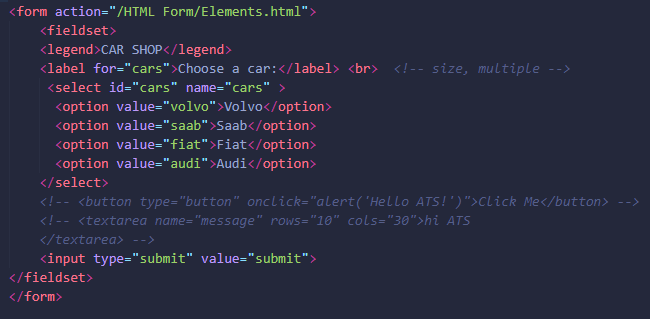 <form action="/HTML Form/Elements.html">
<fieldset>
<legend>CAR SHOP</legend>
<label for="cars">Choose a car:</label> <br>  <!-- size, multiple -->
<select id="cars" name="cars" >
<option value="volvo">Volvo</option>
<option value="saab">Saab</option>
<option value="fiat">Fiat</option>
<option value="audi">Audi</option>
</select>
<!-- <button type="button" onclick="alert('Hello ATS!')">Click Me</button> -->
<!-- <textarea name="message" rows="10" cols="30">hi ATS
</textarea> -->
<input type="submit" value="submit">
</fieldset>
</form>